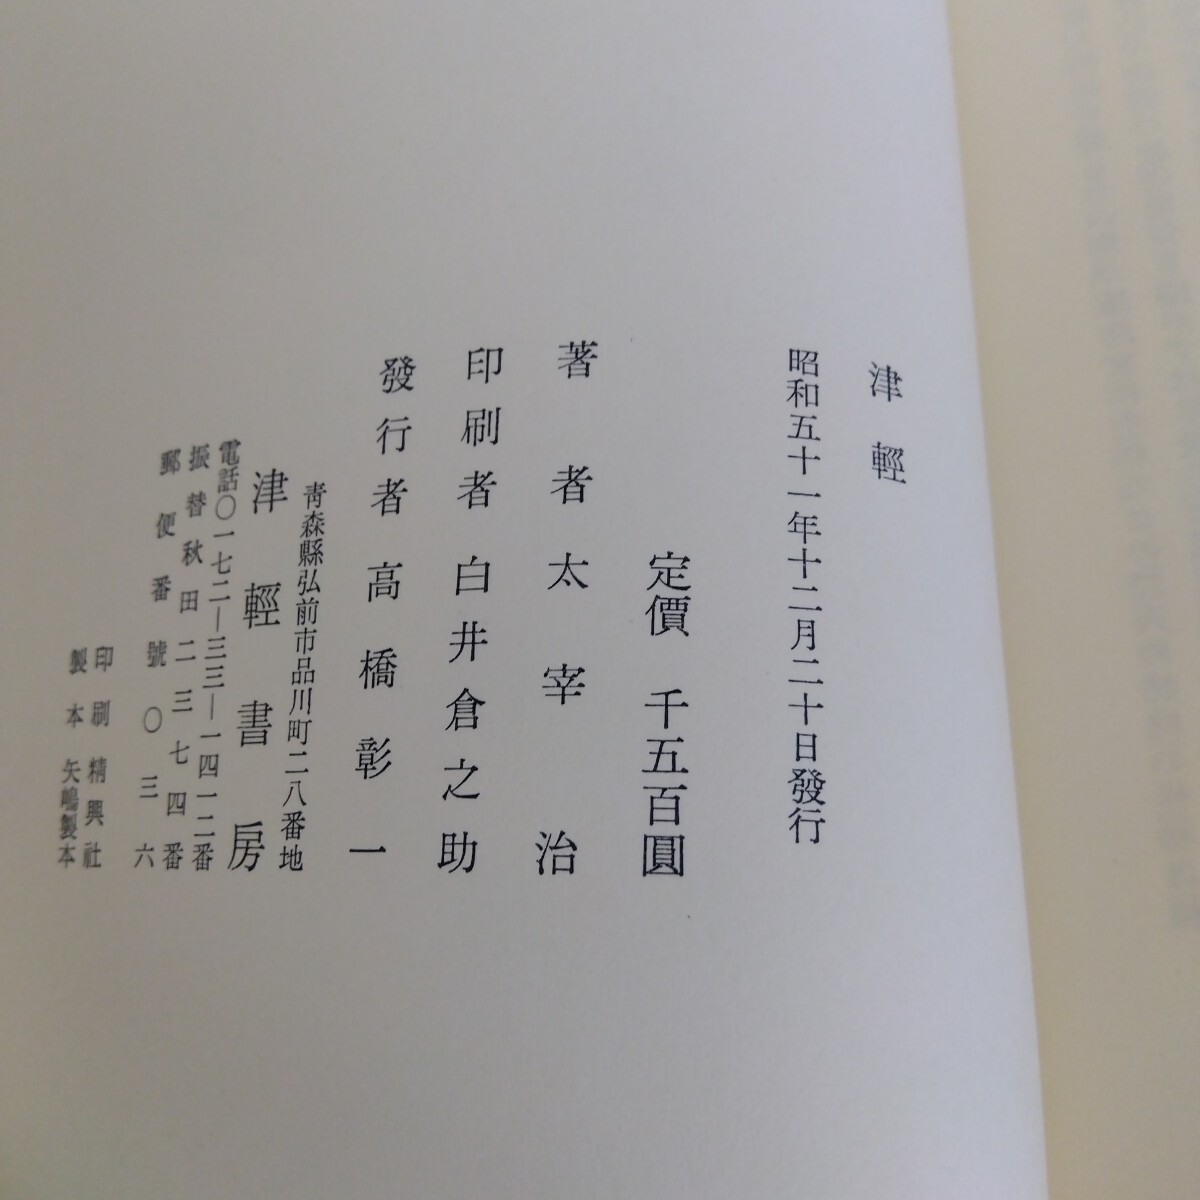 津輕
昭和五十一年十二月二十日發行
定價 千五百圓
著者 太宰治
印刷者 白井倉之助
發行者 高橋彰一
青森縣弘前市品川町二八番地
津輕書房
電話〇一七二―三三―一四一二番
振替秋田二三七四番
郵便番號〇三六
印刷 精興社
製本 矢嶋製本